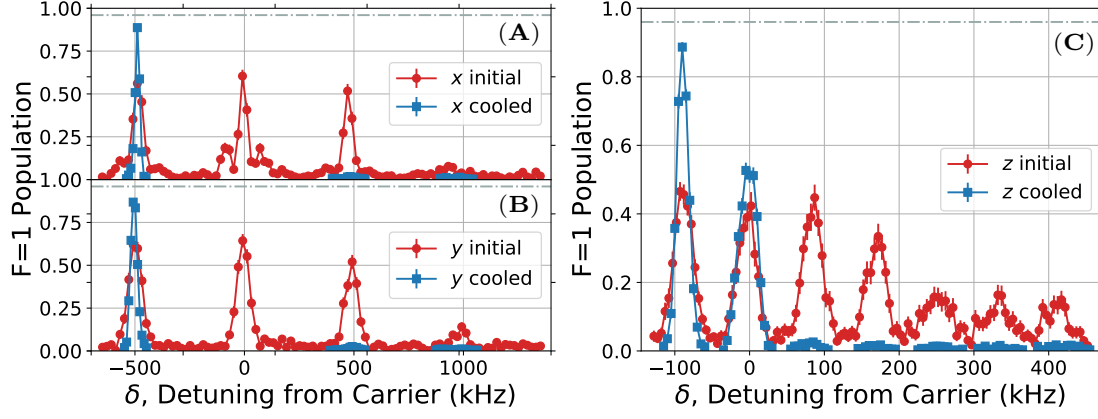 1.00
0.75
0.50
0.25
(A)
x initial
x cooled
F=1 Population
1.00
0.75
0.50
0.25
0.00
(B)
y initial
y cooled
F=1 Population
−500
0
500
1000
δ, Detuning from Carrier (kHz)
1.0
0.8
0.6
0.4
0.2
0.0
(C)
z initial
z cooled
F=1 Population
−100
0
100
200
300
400
δ, Detuning from Carrier (kHz)